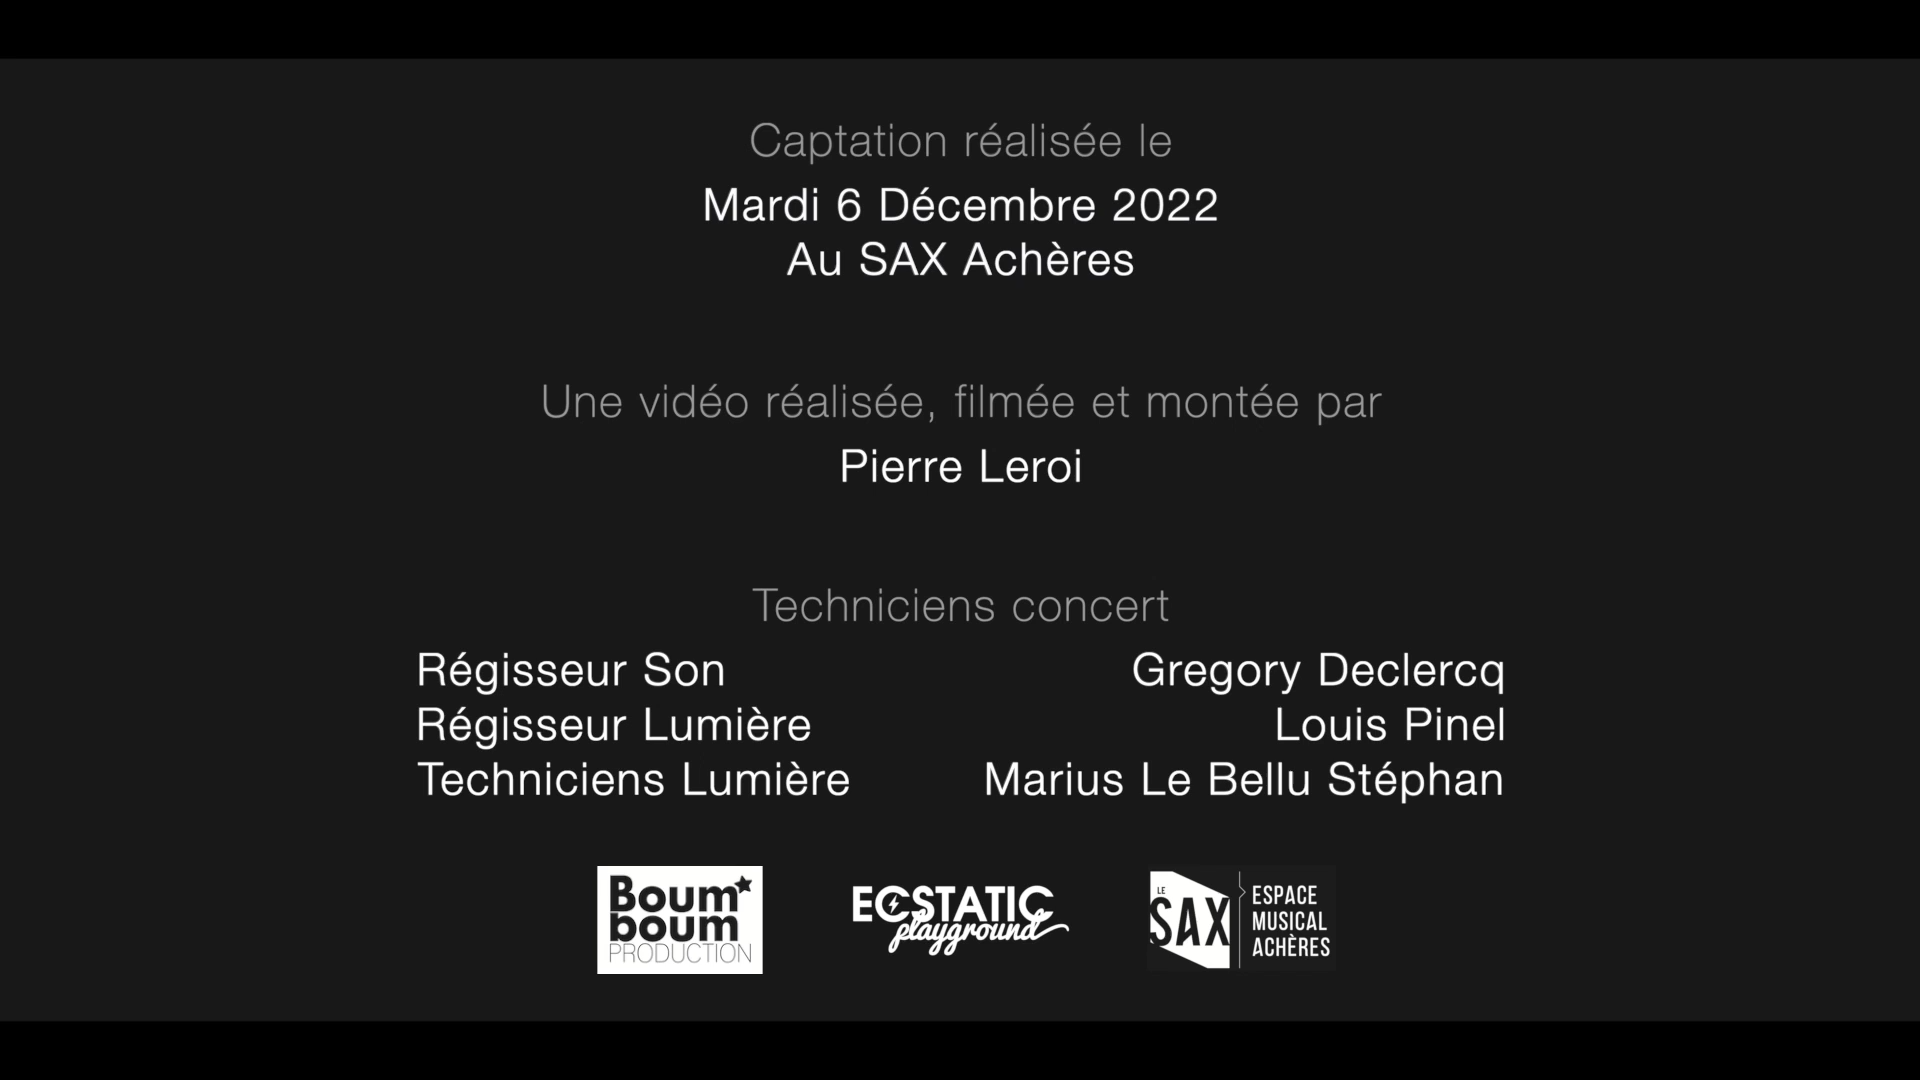 Captation réalisée le
Mardi 6 Décembre 2022
Au SAX Achères
Une vidéo réalisée, filmée et montée par
Pierre Leroi
Techniciens concert
Régisseur Son Gregory Declercq
Régisseur Lumière Louis Pinel
Techniciens Lumière Marius Le Bellu Stéphan
Boum
boum
PRODUCTION
ECSTATIC
playground
LE
SAX
ESPACE
MUSICAL
ACHÈRES